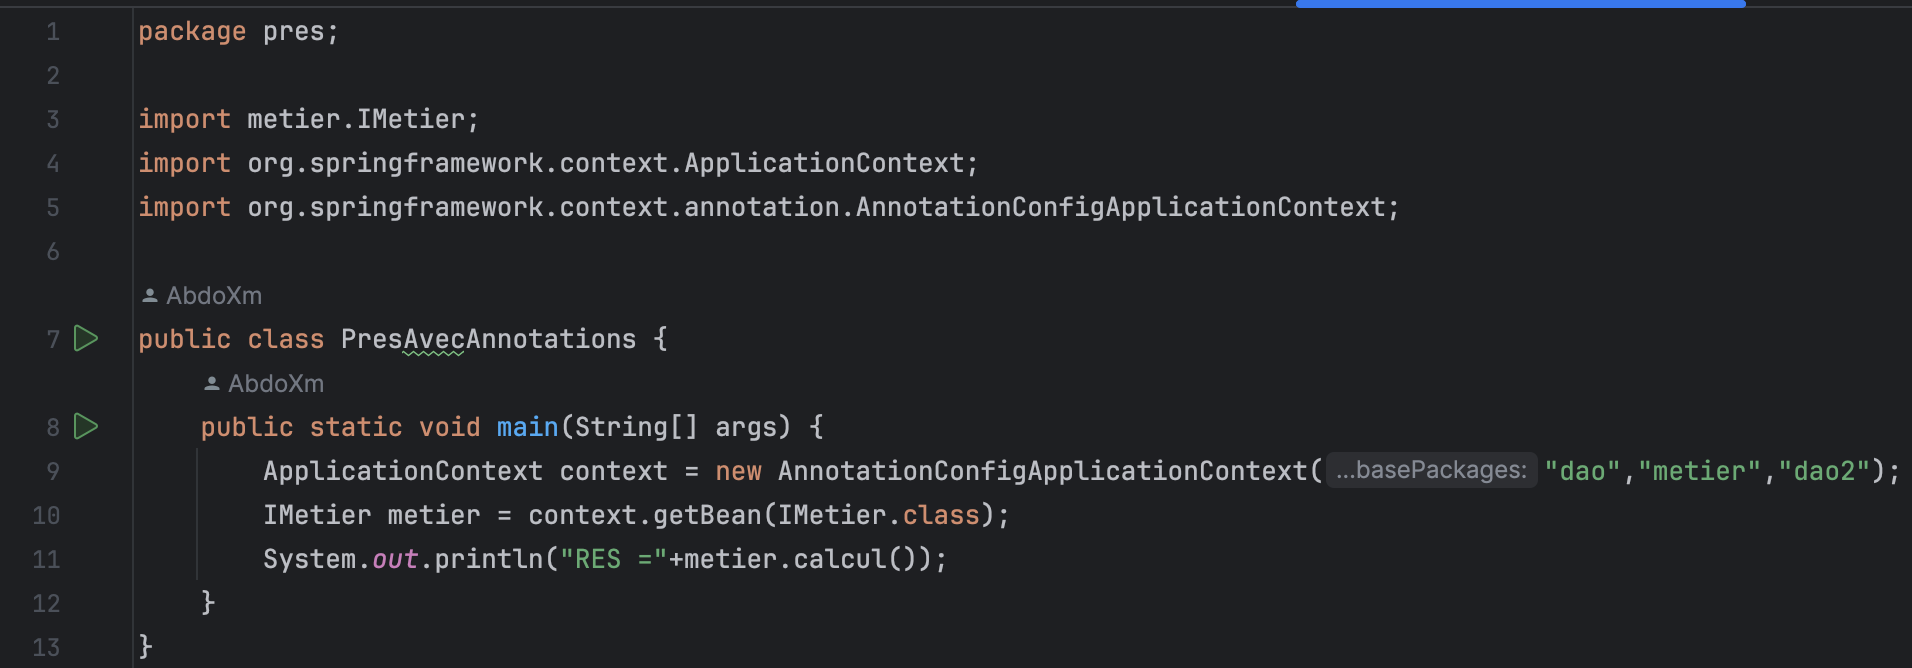 1 package pres;
2
3 import metier.IMetier;
4 import org.springframework.context.ApplicationContext;
5 import org.springframework.context.annotation.AnnotationConfigApplicationContext;
6
AbdoXm
7 public class PresAvecAnnotations {
AbdoXm
8 public static void main(String[] args) {
9 ApplicationContext context = new AnnotationConfigApplicationContext( ...basePackages: "dao","metier","dao2");
10 IMetier metier = context.getBean(IMetier.class);
11 System.out.println("RES ="+metier.calcul());
12 }
13 }